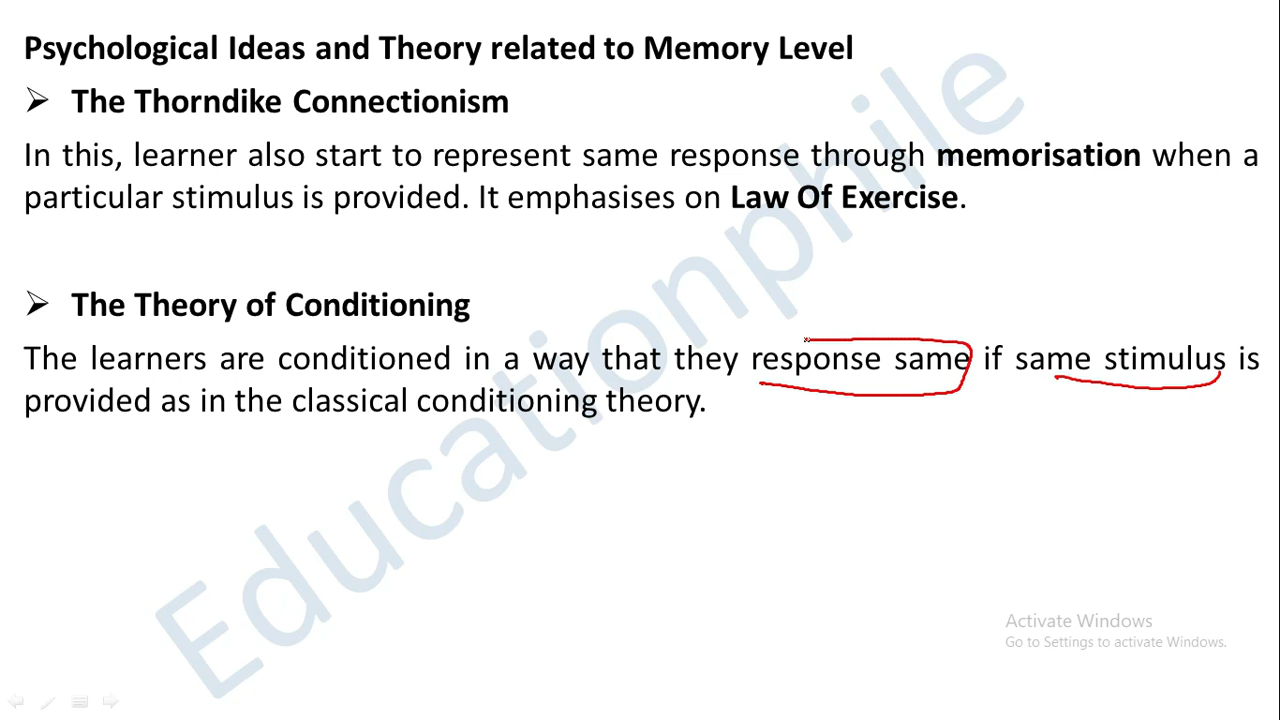 Psychological Ideas and Theory related to Memory Level
➢ The Thorndike Connectionism
In this, learner also start to represent same response through memorisation when a
particular stimulus is provided. It emphasises on Law Of Exercise.
➢ The Theory of Conditioning
The learners are conditioned in a way that they response same if same stimulus is
provided as in the classical conditioning theory.
Educationphile
Activate Windows
Go to Settings to activate Windows.